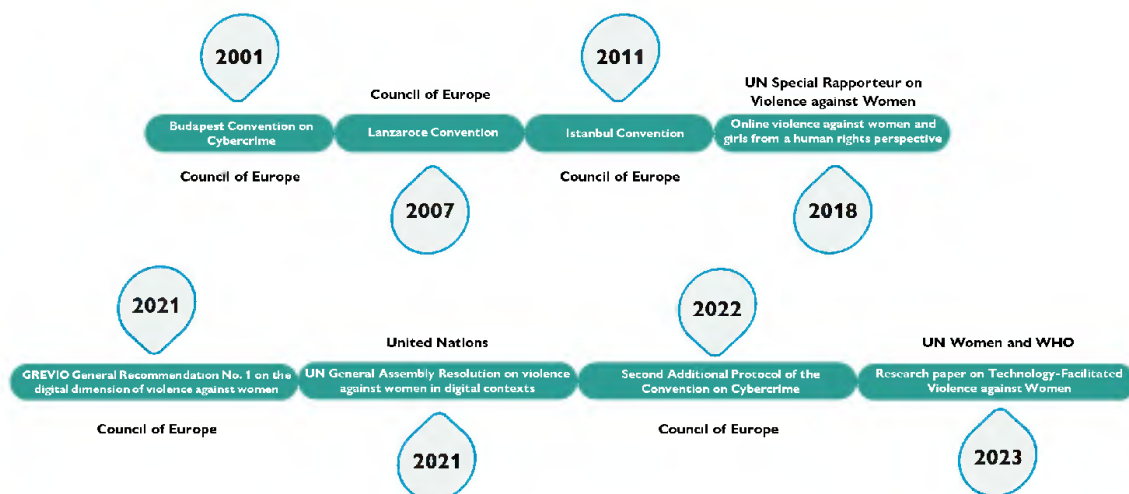 2001
Budapest Convention on
Cybercrime
Council of Europe
Council of Europe
Lanzarote Convention
2007
2011
Istanbul Convention
Council of Europe
UN Special Rapporteur on
Violence against Women
Online violence against women and
girls from a human rights perspective
2018
2021
GREVIO General Recommendation No. 1 on the
digital dimension of violence against women
Council of Europe
United Nations
UN General Assembly Resolution on violence
against women in digital contexts
2021
2022
Second Additional Protocol of the
Convention on Cybercrime
Council of Europe
UN Women and WHO
Research paper on Technology-Facilitated
Violence against Women
2023